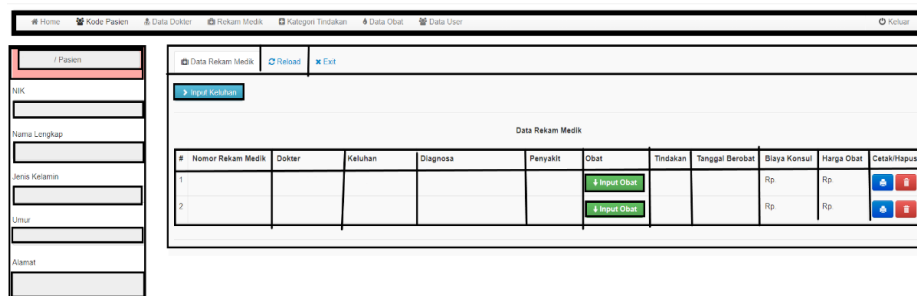 Home Kode Pasien Data Dokter Rekam Medik Kategori Tindakan Data Obat Data User Keluar
/ Pasien
NIK
Nama Lengkap
Jenis Kelamin
Umur
Alamat
Data Rekam Medik Reload Exit
Input Keluhan
Data Rekam Medik
# Nomor Rekam Medik Dokter Keluhan Diagnosa Penyakit Obat Tindakan Tanggal Berobat Biaya Konsul Harga Obat Cetak/Hapus
1 Input Obat Rp. Rp.
2 Input Obat Rp. Rp.